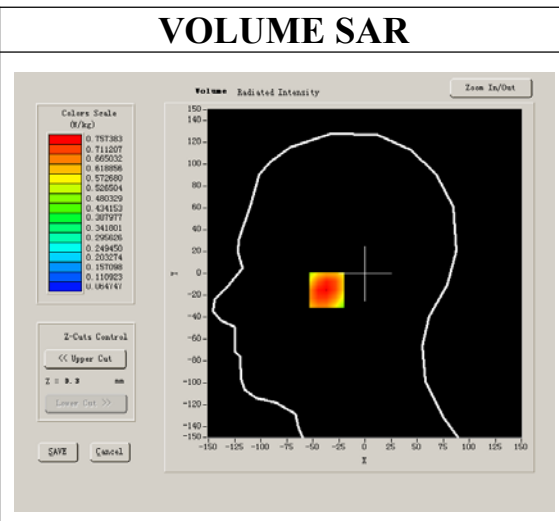 VOLUME SAR
Volume Radiated Intensity
Zoom In/Out
Colors Scale
(W/kg)
0.757383
0.711207
0.665032
0.618856
0.572680
0.526504
0.480329
0.434153
0.387977
0.341801
0.295626
0.249450
0.203274
0.157098
0.110923
0.064747
150
140
120
100
80
60
40
20
0
-20
-40
-60
-80
-100
-120
-140
-150
Y
-150 -125 -100 -75 -50 -25 0 25 50 75 100 125 150
X
Z-Cuts Control
<< Upper Cut
Lower Cut >>
SAVE Cancel